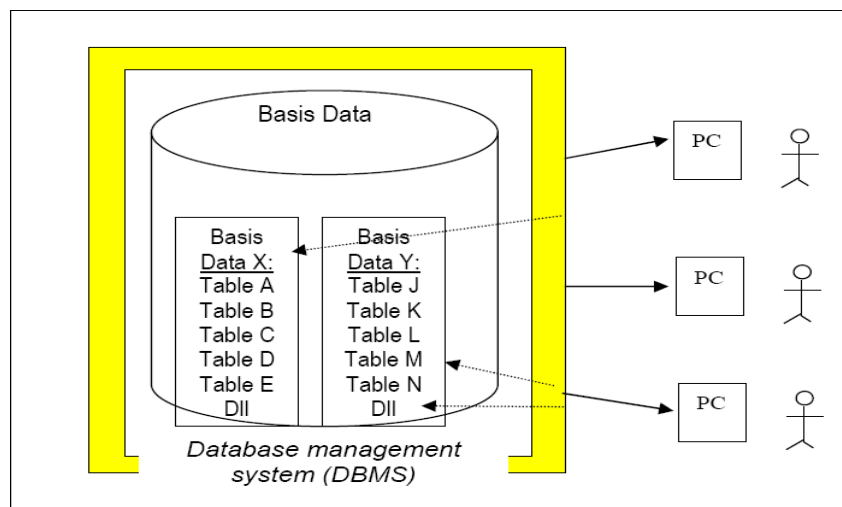 Basis Data
Basis
Data X:
Table A
Table B
Table C
Table D
Table E
Dll
Basis
Data Y:
Table J
Table K
Table L
Table M
Table N
Dll
Database management
system (DBMS)
PC
PC
PC